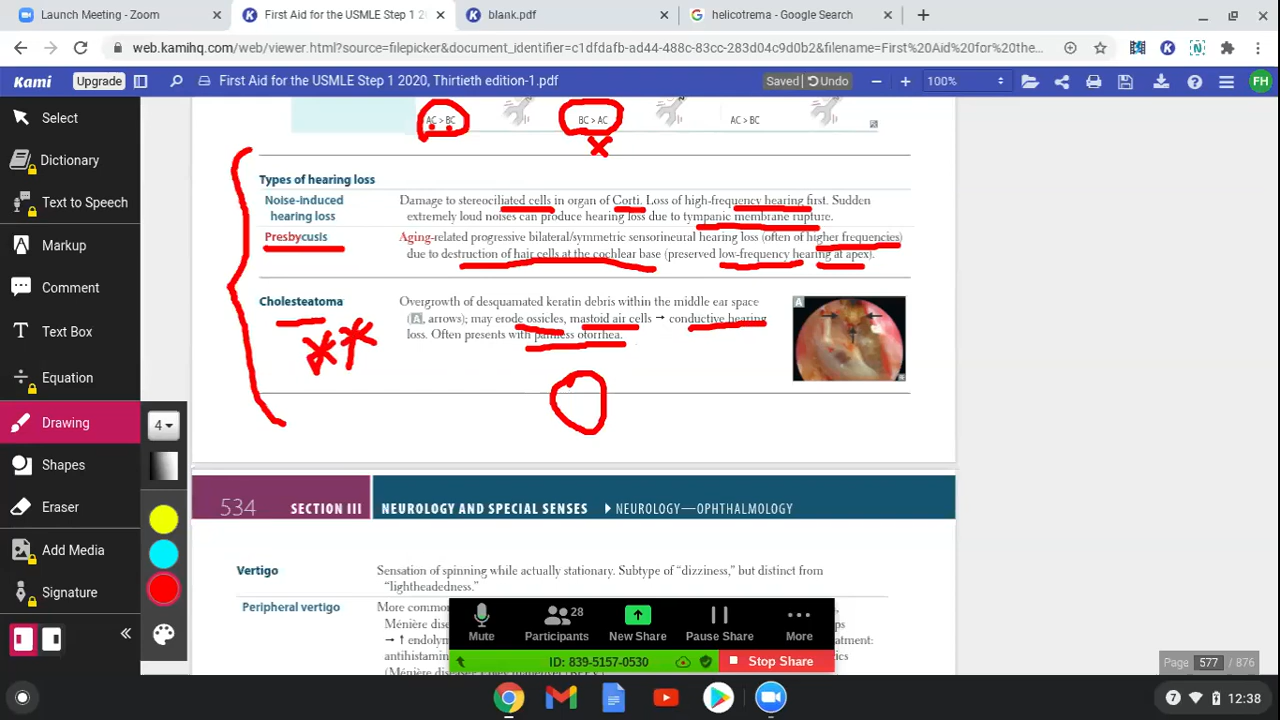 Launch Meeting - Zoom
First Aid for the USMLE Step 1 20
blank.pdf
helicotrema - Google Search
web.kamihq.com/web/viewer.html?source=filepicker&document_identifier=c1dfdafb-ad44-488c-83cc-283d04c9d0b2&filename=First%20Aid%20for%20the...
Kami Upgrade First Aid for the USMLE Step 1 2020, Thirtieth edition-1.pdf Saved Undo 100% FH
Select
Dictionary
Text to Speech
Markup
Comment
Text Box
Equation
Drawing
4
Shapes
Eraser
Add Media
Signature
AC > BC BC > AC AC > BC
Types of hearing loss
Noise-induced hearing loss
Damage to stereociliated cells in organ of Corti. Loss of high-frequency hearing first. Sudden
extremely loud noises can produce hearing loss due to tympanic membrane rupture.
Presbycusis
Aging-related progressive bilateral/symmetric sensorineural hearing loss (often of higher frequencies)
due to destruction of hair cells at the cochlear base (preserved low-frequency hearing at apex).
Cholesteatoma
Overgrowth of desquamated keratin debris within the middle ear space
(A, arrows); may erode ossicles, mastoid air cells → conductive hearing
loss. Often presents with painless otorrhea.
A
534 SECTION III NEUROLOGY AND SPECIAL SENSES NEUROLOGY—OPHTHALMOLOGY
Vertigo
Sensation of spinning while actually stationary. Subtype of “dizziness,” but distinct from
“lightheadedness.”
Peripheral vertigo
More common
Ménière
→ ↑
antihistamin
(Ménière
Mute
28
Participants
New Share
Pause Share
More
ID: 839-5157-0530
Stop Share
Page 577 / 876
7 12:38